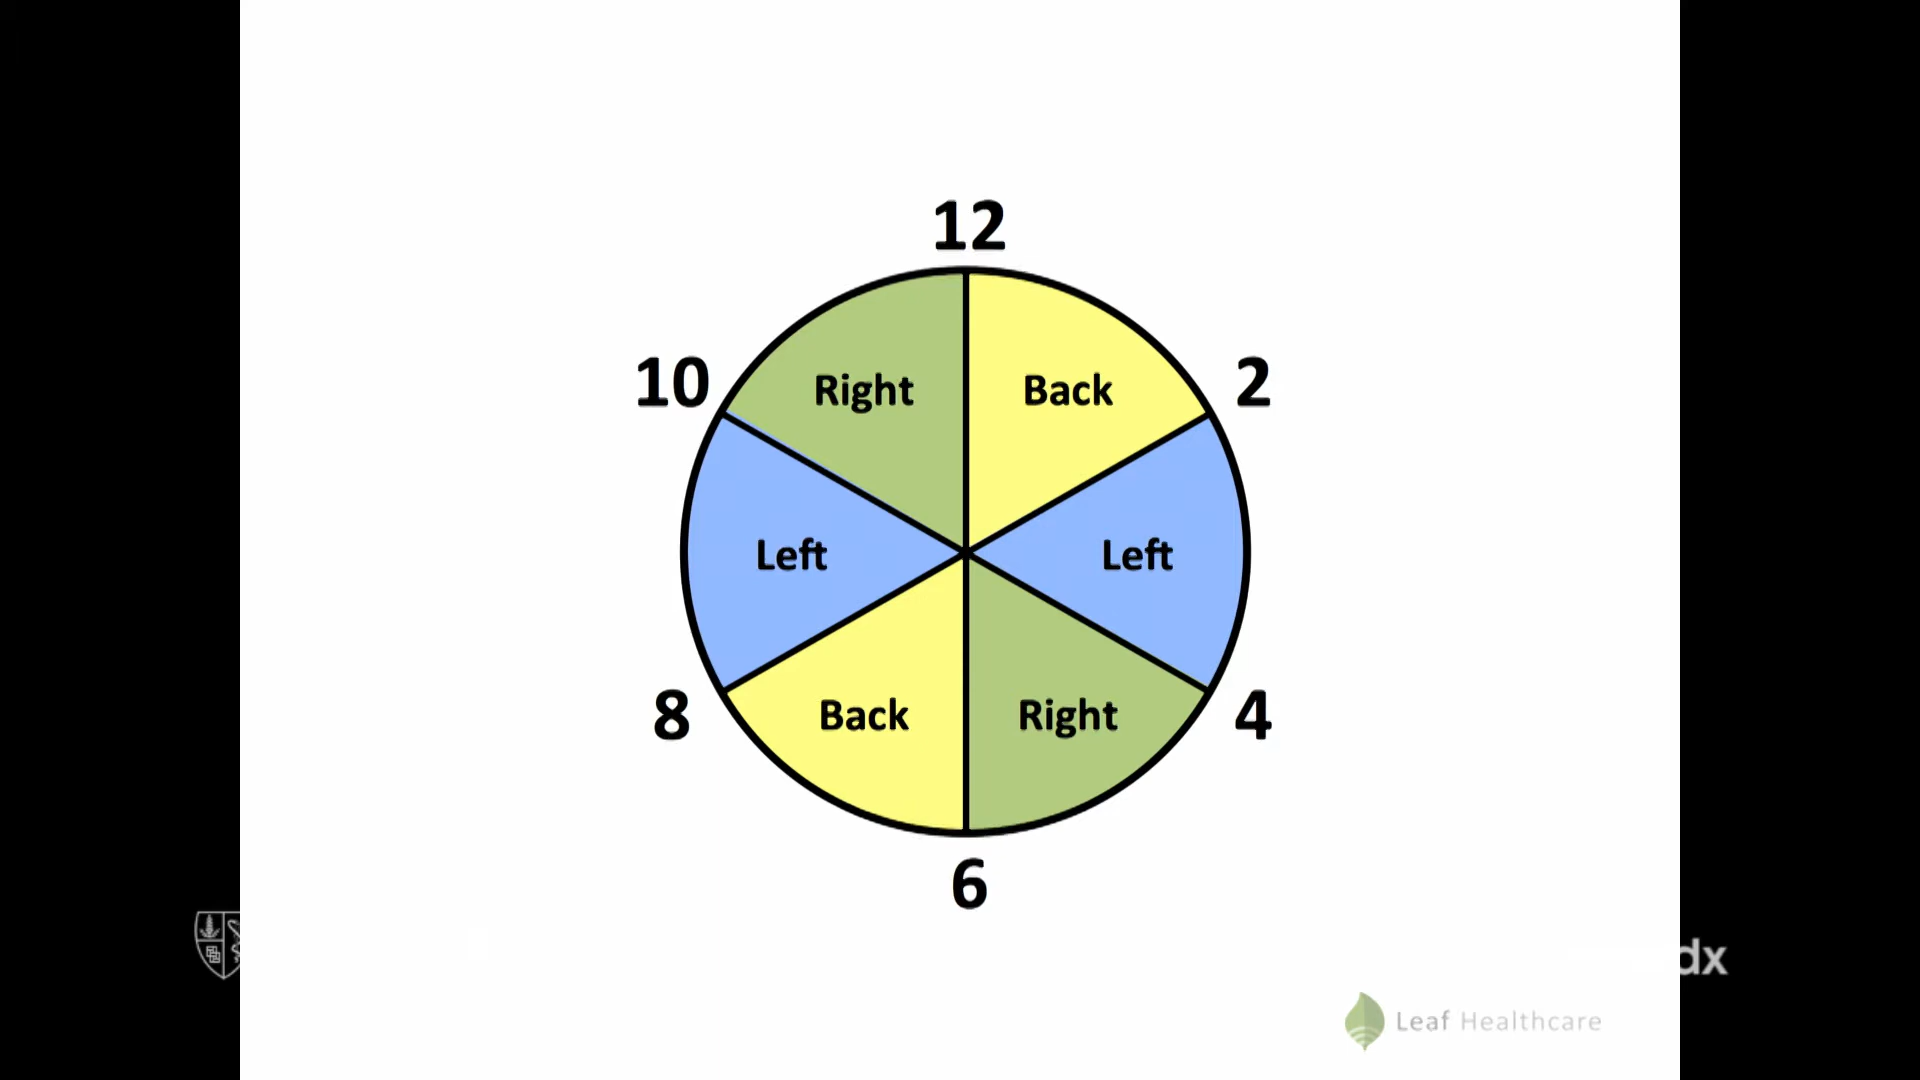 12
10
Right
Back
2
Left
Left
8
Back
Right
4
6
dx
Leaf Healthcare